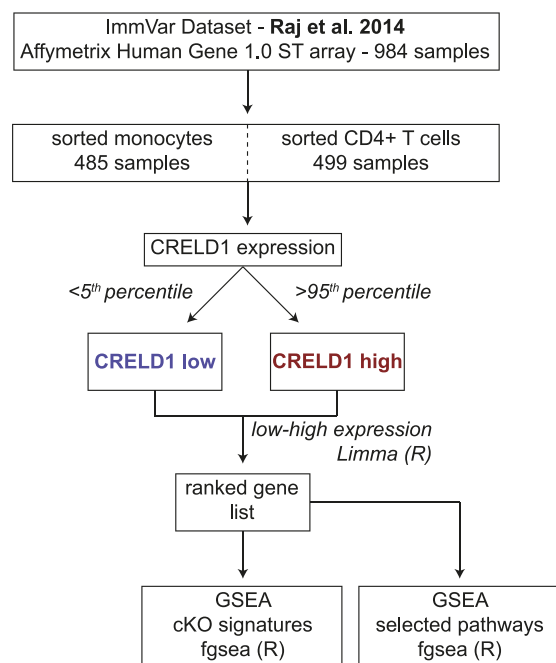 ImmVar Dataset - Raj et al. 2014
Affymetrix Human Gene 1.0 ST array - 984 samples
sorted monocytes
485 samples
sorted CD4+ T cells
499 samples
CRELD1 expression
<5th percentile
>95th percentile
CRELD1 low
CRELD1 high
low-high expression
Limma (R)
ranked gene
list
GSEA
cKO signatures
fgsea (R)
GSEA
selected pathways
fgsea (R)